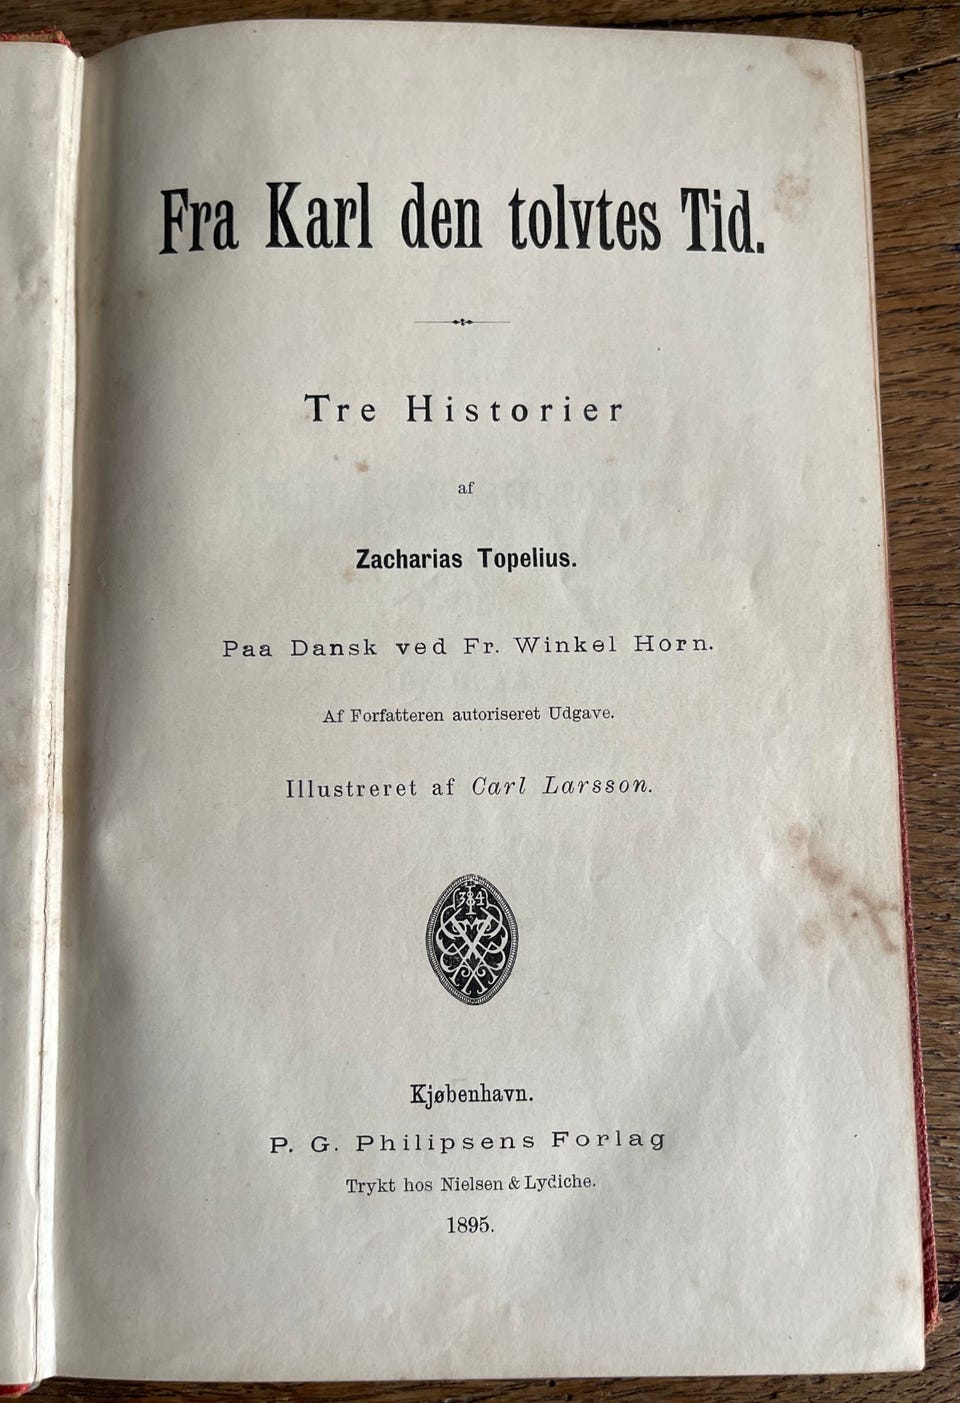 Fra Karl den tolvtes Tid.
Tre Historier
af
Zacharias Topelius.
Paa Dansk ved Fr. Winkel Horn.
Af Forfatteren autoriseret Udgave.
Illustreret af Carl Larsson.
384
Kjøbenhavn.
P. G. Philipsens Forlag
Trykt hos Nielsen & Lydiche.
1895.